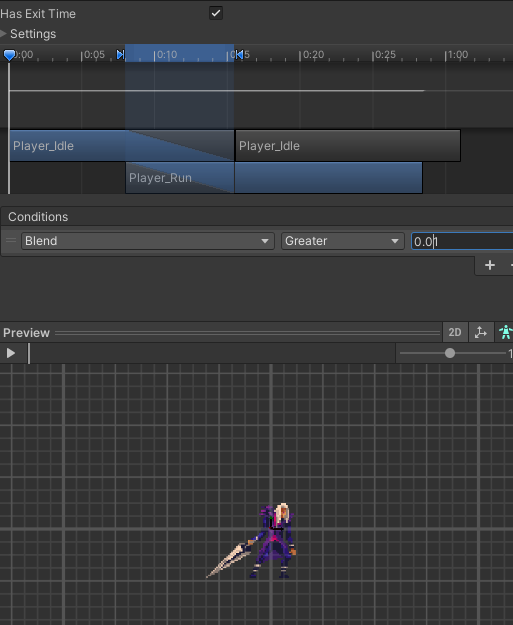 Has Exit Time
Settings
0:00 0:05 0:10 0:15 0:20 0:25 1:00
Player_Idle Player_Idle
Player_Run
Conditions
Blend Greater 0.01
Preview 2D
1